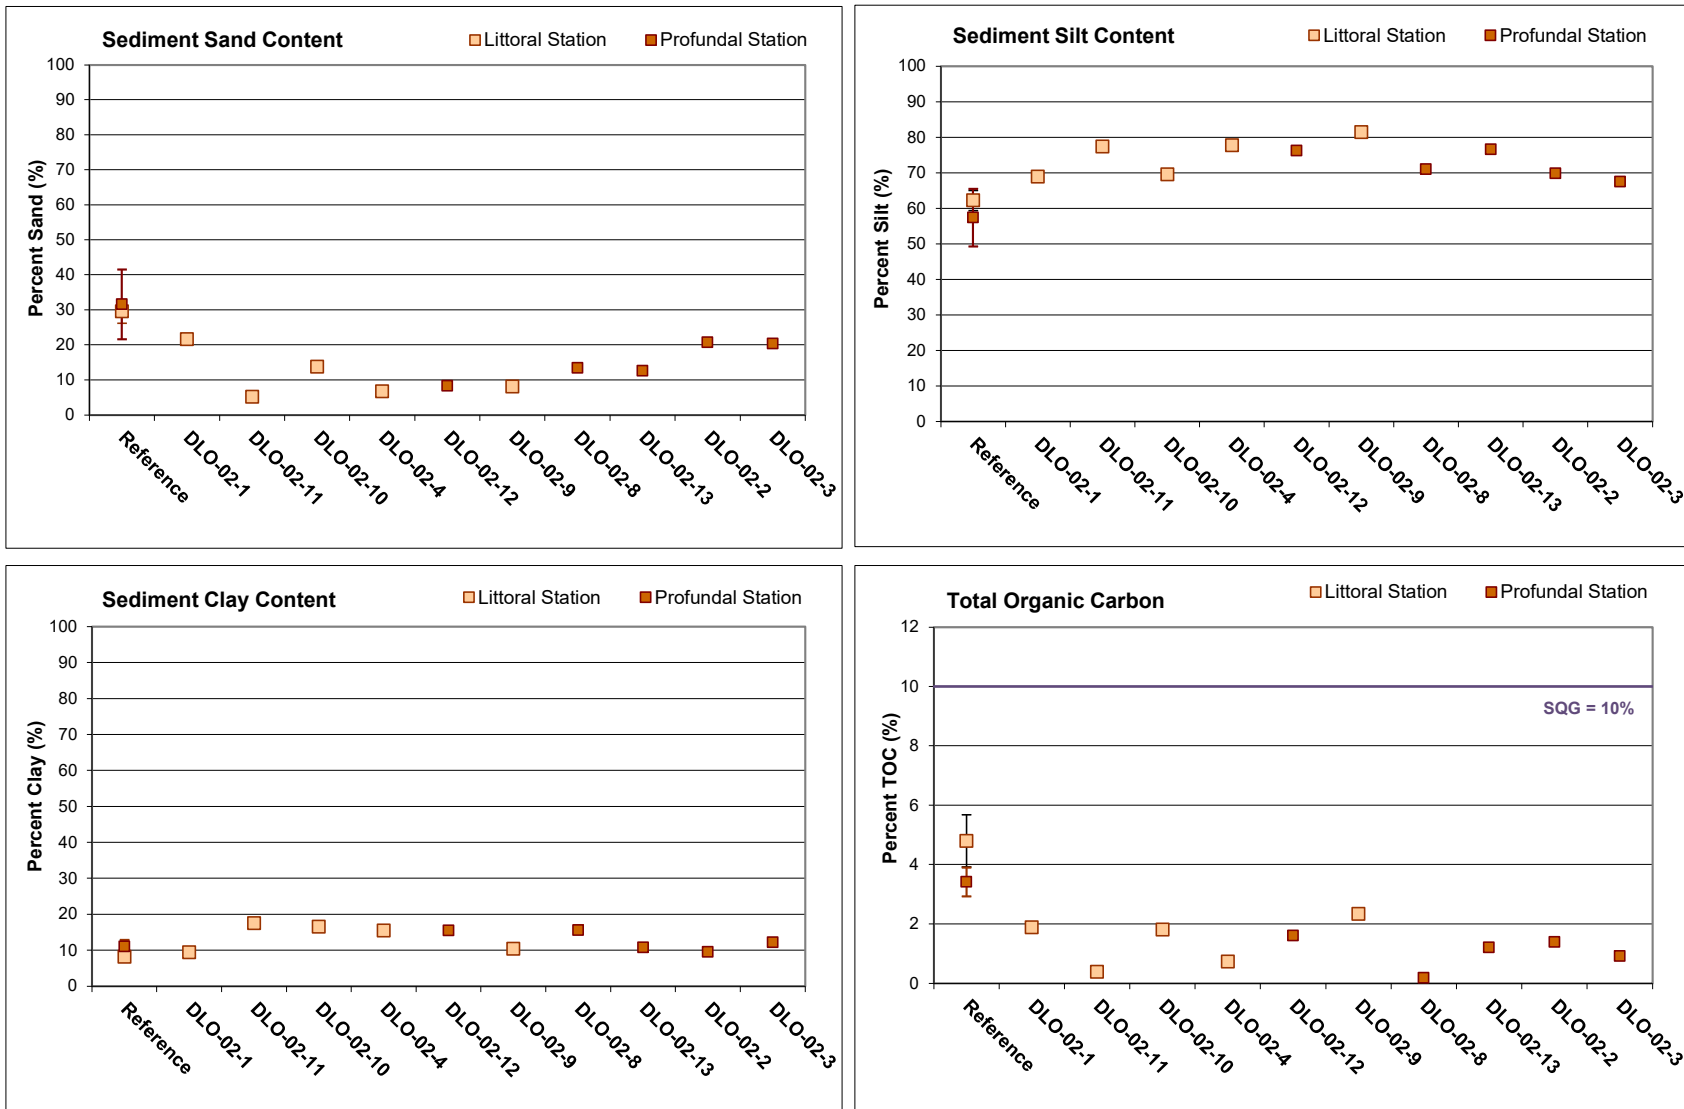 Sediment Sand Content
Littoral Station
Profundal Station
Percent Sand (%)
100
90
80
70
60
50
40
30
20
10
0
Reference
DLO-02-1
DLO-02-11
DLO-02-10
DLO-02-4
DLO-02-12
DLO-02-9
DLO-02-8
DLO-02-13
DLO-02-2
DLO-02-3
Sediment Silt Content
Littoral Station
Profundal Station
Percent Silt (%)
100
90
80
70
60
50
40
30
20
10
0
Reference
DLO-02-1
DLO-02-11
DLO-02-10
DLO-02-4
DLO-02-12
DLO-02-9
DLO-02-8
DLO-02-13
DLO-02-2
DLO-02-3
Sediment Clay Content
Littoral Station
Profundal Station
Percent Clay (%)
100
90
80
70
60
50
40
30
20
10
0
Reference
DLO-02-1
DLO-02-11
DLO-02-10
DLO-02-4
DLO-02-12
DLO-02-9
DLO-02-8
DLO-02-13
DLO-02-2
DLO-02-3
Total Organic Carbon
Littoral Station
Profundal Station
Percent TOC (%)
12
10
8
6
4
2
0
SQG = 10%
Reference
DLO-02-1
DLO-02-11
DLO-02-10
DLO-02-4
DLO-02-12
DLO-02-9
DLO-02-8
DLO-02-13
DLO-02-2
DLO-02-3